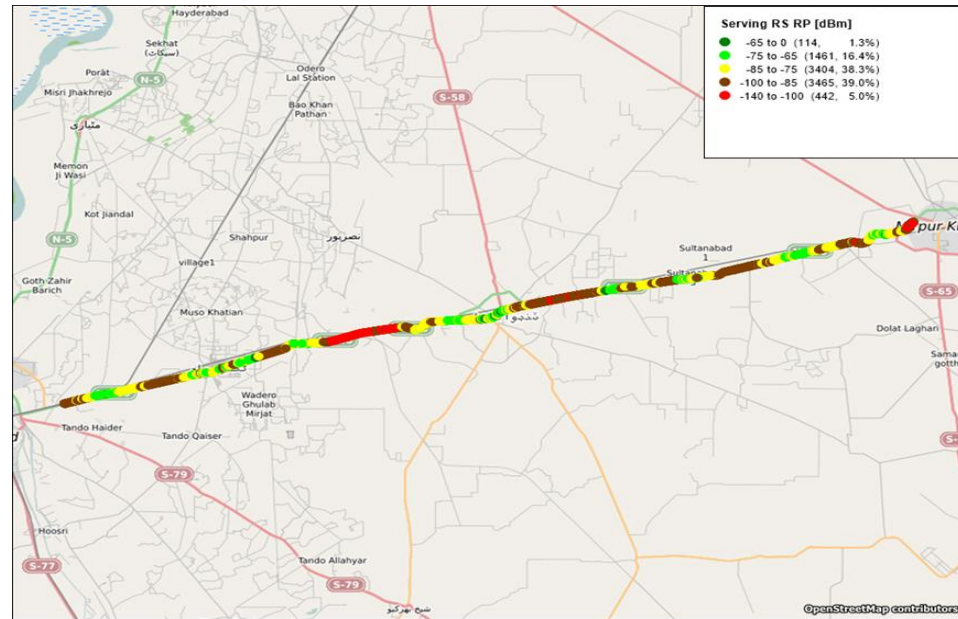 Serving RS RP [dBm]
-65 to 0 (114, 1.3%)
-75 to -65 (1461, 16.4%)
-85 to -75 (3404, 38.3%)
-100 to -85 (3465, 39.0%)
-140 to -100 (442, 5.0%)
Hyderabad
Sekhat
(سيکاٽ)
Odero
Lal Station
Porāt
N-5
Misri Jhakhrejo
S-58
Bao Khan
Pathan
مٽياري
Memon
Ji Wasi
Kot Jiandal
N-5
Shahpur
نصرپور
Sultanabad
1
village1
Goth Zahir
Barich
S-65
Muso Khatian
Dolat Laghari
Wadero
Ghulab
Mirjat
Tando Haider
Tando Qaiser
S-79
Hoosri
S-77
Tando Allahyar
S-79
شيخ ڀھرڪيو
OpenStreetMap contributors